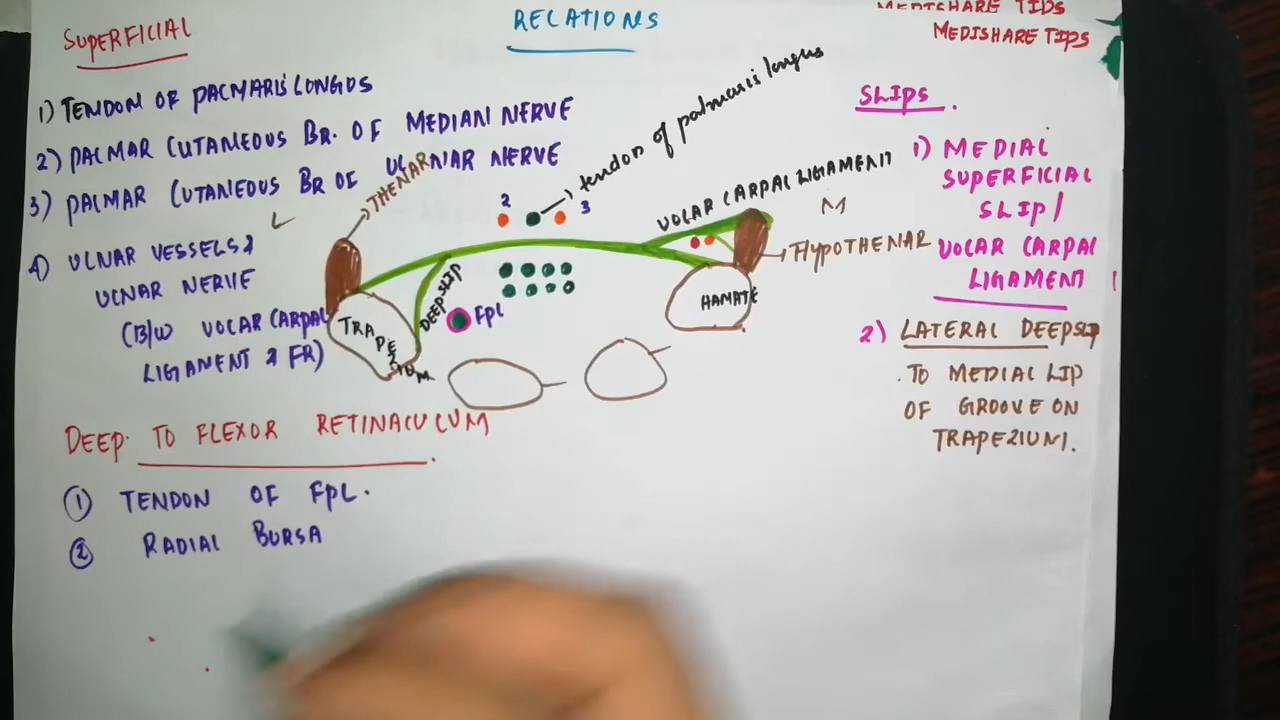 SUPERFICIAL
RELATIONS
MEDISHARE TIPS
MEDISHARE TIPS
1) TENDON OF PALMARIS LONGUS
2) PALMAR CUTANEOUS BR. OF MEDIAN NERVE
3) PALMAR CUTANEOUS BR OF ULNAR NERVE
4) ULNAR VESSELS &
ULNAR NERVE
(B/W VOLAR CARPAL
LIGAMENT & FR)
L
THENAR
2
3
tendon of palmaris longus
VOLAR CARPAL LIGAMENT
M
HYPOTHENAR
DEEP SLIP
FPL
TRAPEZIUM
HAMATE
SLIPS.
1) MEDIAL
SUPERFICIAL
SLIP/
VOLAR CARPAL
LIGAMENT
2) LATERAL DEEP SLIP
. TO MEDIAL LIP
OF GROOVE ON
TRAPEZIUM.
DEEP TO FLEXOR RETINACULUM
1 TENDON OF FPL.
2 RADIAL BURSA